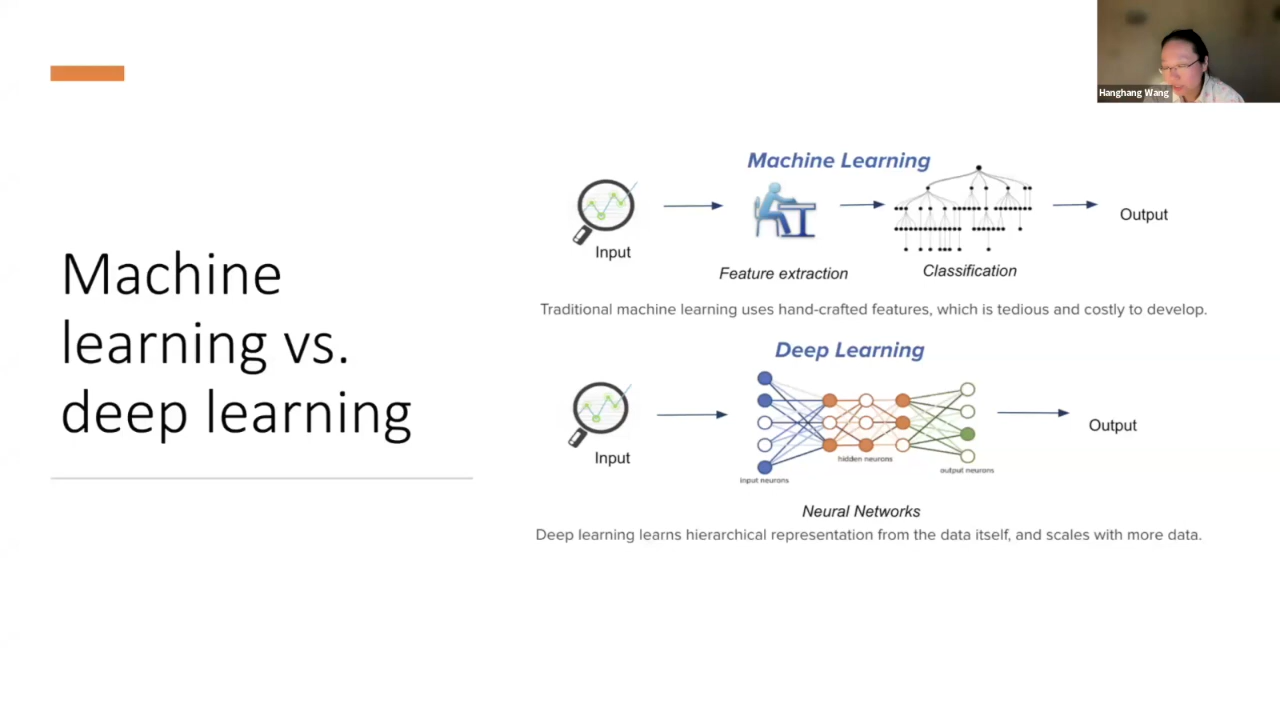 Hanghang Wang
Machine
learning vs.
deep learning
Machine Learning
Input
Feature extraction
Classification
Output
Traditional machine learning uses hand-crafted features, which is tedious and costly to develop.
Deep Learning
Input
input neurons
hidden neurons
output neurons
Output
Neural Networks
Deep learning learns hierarchical representation from the data itself, and scales with more data.